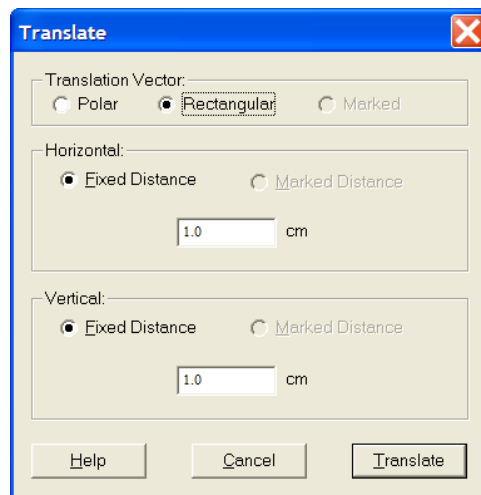 Translate
Translation Vector:
Polar Rectangular Marked
Horizontal:
Fixed Distance Marked Distance
1.0 cm
Vertical:
Fixed Distance Marked Distance
1.0 cm
Help Cancel Translate